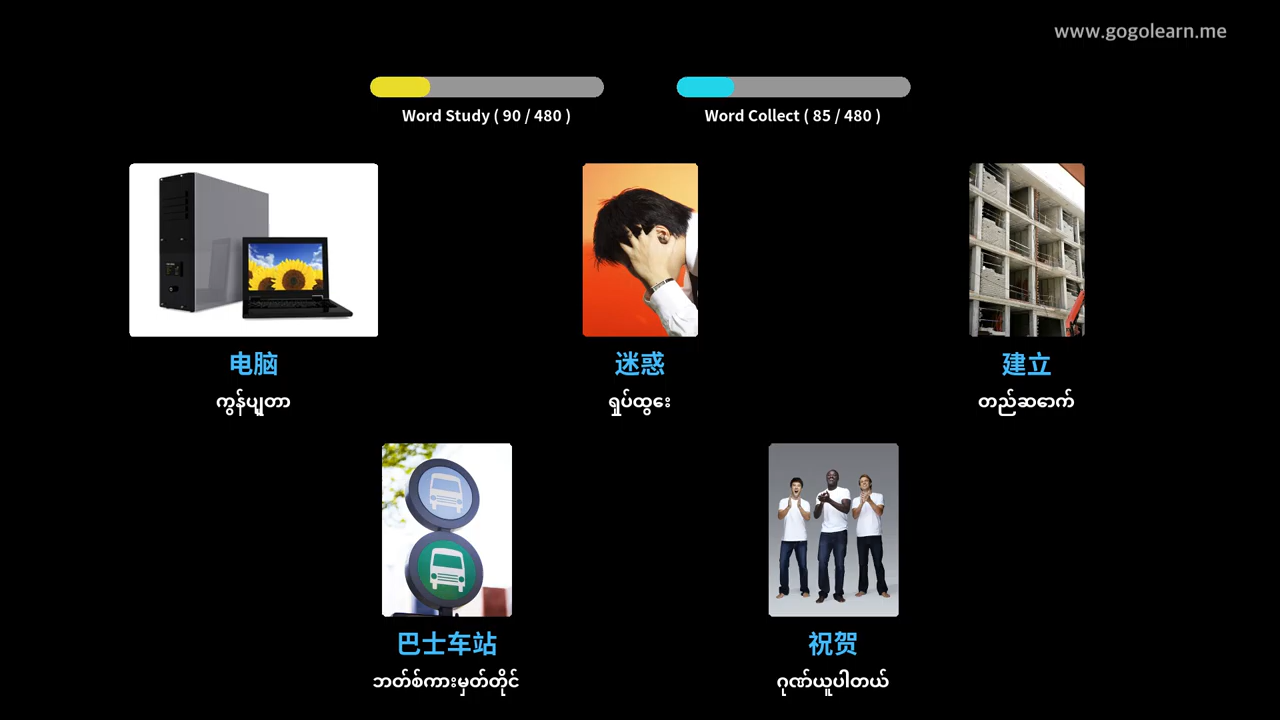 www.gogolearn.me
Word Study ( 90 / 480 )
Word Collect ( 85 / 480 )
电脑
迷惑
建立
ကွန်ပျူတာ
ရှုပ်ထွေး
တည်ဆောက်
巴士车站
祝贺
ဘတ်စ်ကားမှတ်တိုင်
ဂုဏ်ယူပါတယ်